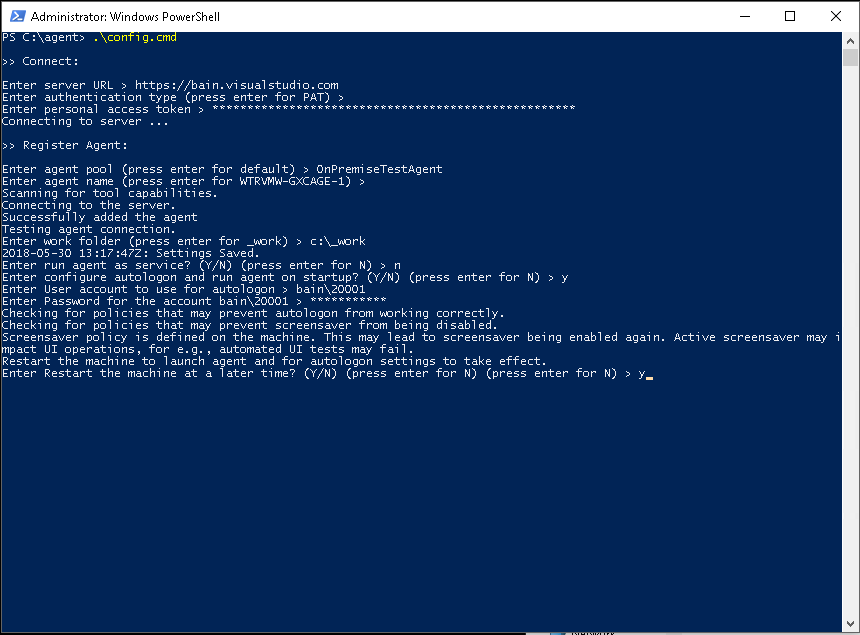 Administrator: Windows PowerShell
PS C:\agent> .\config.cmd
>> Connect:
Enter server URL > https://bain.visualstudio.com
Enter authentication type (press enter for PAT) >
Enter personal access token > ****************************************************
Connecting to server ...
>> Register Agent:
Enter agent pool (press enter for default) > OnPremiseTestAgent
Enter agent name (press enter for WTRVMW-GXCAGE-1) >
Scanning for tool capabilities.
Connecting to the server.
Successfully added the agent
Testing agent connection.
Enter work folder (press enter for _work) > c:\_work
2018-05-30 13:17:47Z: Settings Saved.
Enter run agent as service? (Y/N) (press enter for N) > n
Enter configure autologon and run agent on startup? (Y/N) (press enter for N) > y
Enter User account to use for autologon > bain\20001
Enter Password for the account bain\20001 > ***********
Checking for policies that may prevent autologon from working correctly.
Checking for policies that may prevent screensaver from being disabled.
Screensaver policy is defined on the machine. This may lead to screensaver being enabled again. Active screensaver may i
mpact UI operations, for e.g., automated UI tests may fail.
Restart the machine to launch agent and for autologon settings to take effect.
Enter Restart the machine at a later time? (Y/N) (press enter for N) (press enter for N) > y